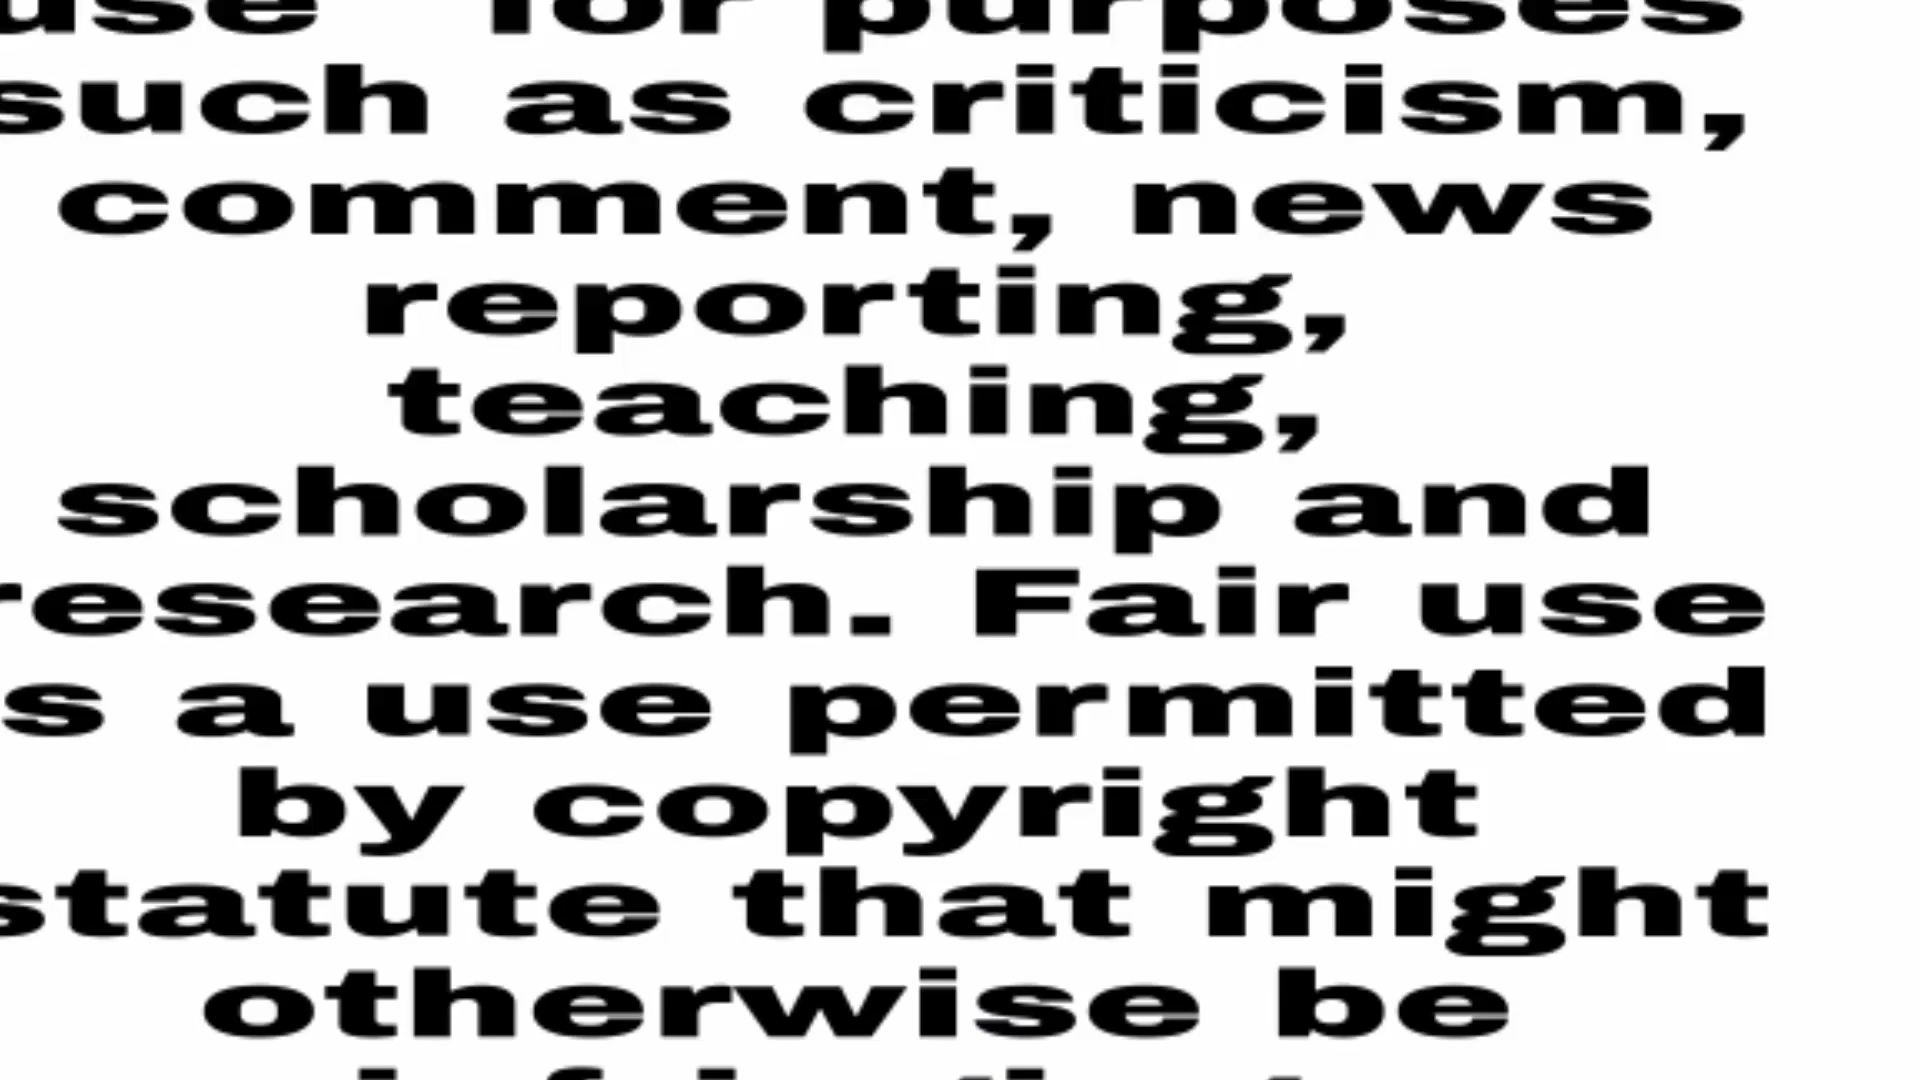 use" for purposes
such as criticism,
comment, news
reporting,
teaching,
scholarship and
research. Fair use
s a use permitted
by copyright
statute that might
otherwise be